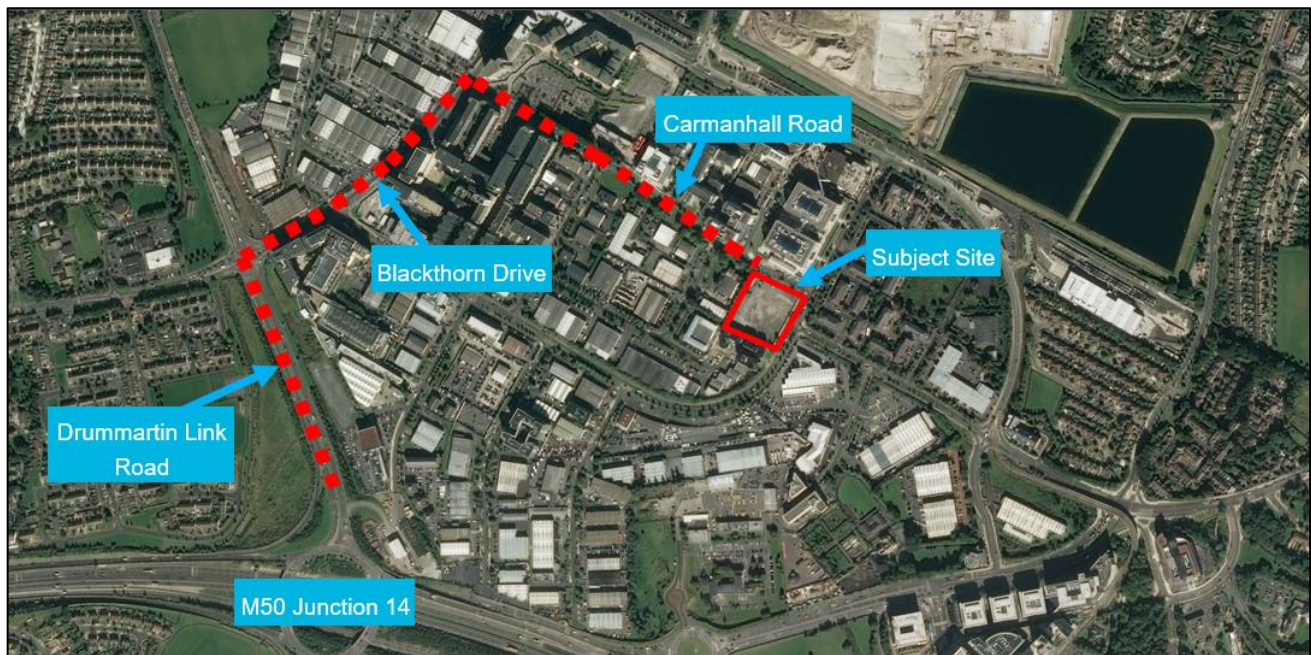 Carmanhall Road
Subject Site
Blackthorn Drive
Drummartin Link
Road
M50 Junction 14